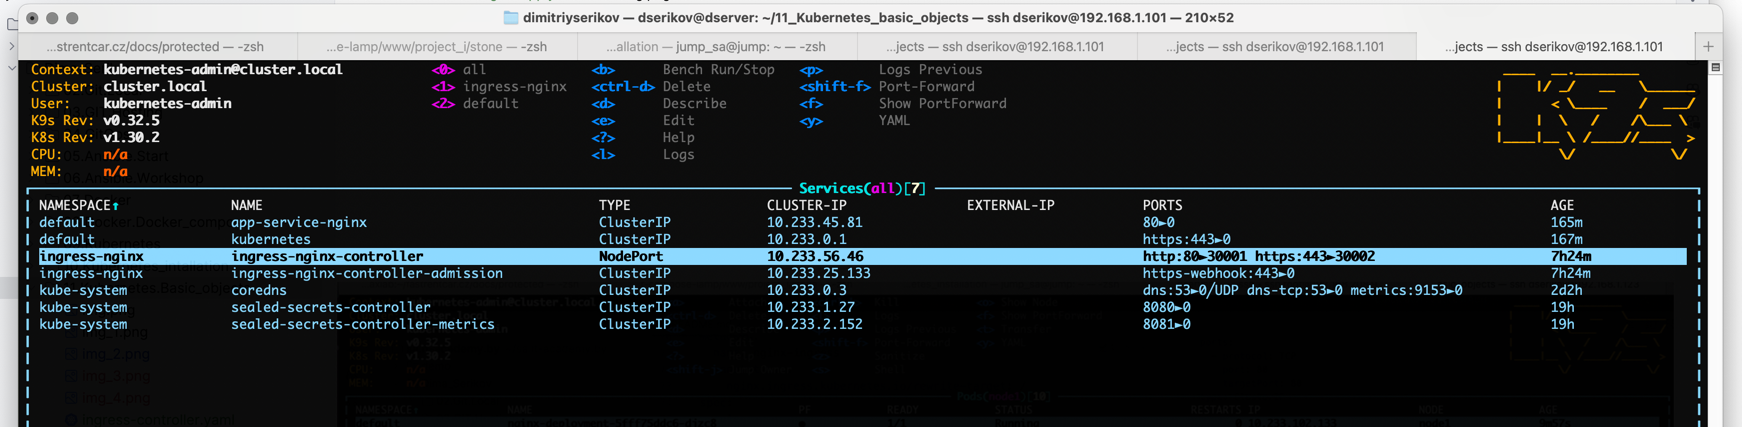 dimitriyserikov — dserikov@dserver: ~/11_Kubernetes_basic_objects — ssh dserikov@192.168.1.101 — 210×52
...strentcar.cz/docs/protected — -zsh ...e-lamp/www/project_i/stone — -zsh ...allation — jump_sa@jump: ~ — -zsh ...jects — ssh dserikov@192.168.1.101 ...jects — ssh dserikov@192.168.1.101 ...jects — ssh dserikov@192.168.1.101 +
Context: kubernetes-admin@cluster.local <0> all <b> Bench Run/Stop <p> Logs Previous
Cluster: cluster.local <1> ingress-nginx <ctrl-d> Delete <shift-f> Port-Forward
User: kubernetes-admin <2> default <d> Describe <f> Show PortForward
K9s Rev: v0.32.5 <e> Edit <y> YAML
K8s Rev: v1.30.2 <?> Help
CPU: n/a <l> Logs
MEM: n/a
Services(all)[7]
NAMESPACE↑ NAME TYPE CLUSTER-IP EXTERNAL-IP PORTS AGE
default app-service-nginx ClusterIP 10.233.45.81 80►0 165m
default kubernetes ClusterIP 10.233.0.1 https:443►0 167m
ingress-nginx ingress-nginx-controller NodePort 10.233.56.46 http:80►30001 https:443►30002 7h24m
ingress-nginx ingress-nginx-controller-admission ClusterIP 10.233.25.133 https-webhook:443►0 7h24m
kube-system coredns ClusterIP 10.233.0.3 dns:53►0/UDP dns-tcp:53►0 metrics:9153►0 2d2h
kube-system sealed-secrets-controller ClusterIP 10.233.1.27 8080►0 19h
kube-system sealed-secrets-controller-metrics ClusterIP 10.233.2.152 8081►0 19h
img_2.png
img_3.png
img_4.png
ingress-controller.yaml